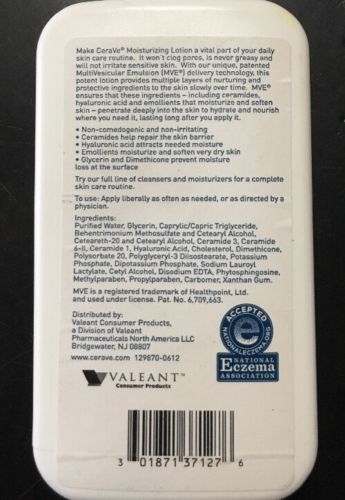 Make CeraVe® Moisturizing Lotion a vital part of your daily
skin care routine. It won't clog pores, is never greasy and
will not irritate sensitive skin. With our unique, patented
MultiVesicular Emulsion (MVE®) delivery technology, this
potent lotion provides multiple layers of nurturing and
protective ingredients to the skin slowly over time. MVE®
ensures that these ingredients – including ceramides,
hyaluronic acid and emollients that moisturize and soften
skin – penetrate deep into the skin to hydrate and nourish
where you need it, lasting long after you apply it.
• Non-comedogenic and non-irritating
• Ceramides help repair the skin barrier
• Hyaluronic acid attracts needed moisture
• Emollients moisturize and soften very dry skin
• Glycerin and Dimethicone prevent moisture
loss at the surface
Try our full line of cleansers and moisturizers for a complete
skin care routine.
To use: Apply liberally as often as needed, or as directed by a
physician.
Ingredients:
Purified Water, Glycerin, Caprylic/Capric Triglyceride,
Behentrimonium Methosulfate and Cetearyl Alcohol,
Ceteareth-20 and Cetearyl Alcohol, Ceramide 3, Ceramide
6-II, Ceramide 1, Hyaluronic Acid, Cholesterol, Dimethicone,
Polysorbate 20, Polyglyceryl-3 Diisostearate, Potassium
Phosphate, Dipotassium Phosphate, Sodium Lauroyl
Lactylate, Cetyl Alcohol, Disodium EDTA, Phytosphingosine,
Methylparaben, Propylparaben, Carbomer, Xanthan Gum.
MVE is a registered trademark of Healthpoint, Ltd.
and used under license. Pat. No. 6,709,663.
Distributed by:
Valeant Consumer Products,
a Division of Valeant
Pharmaceuticals North America LLC
Bridgewater, NJ 08807
www.cerave.com 129870-0612
ACCEPTED
e
NATIONALECZEMA.ORG
NATIONAL
Eczema
ASSOCIATION
VALEANT™
Consumer Products
3 01871 37127 6